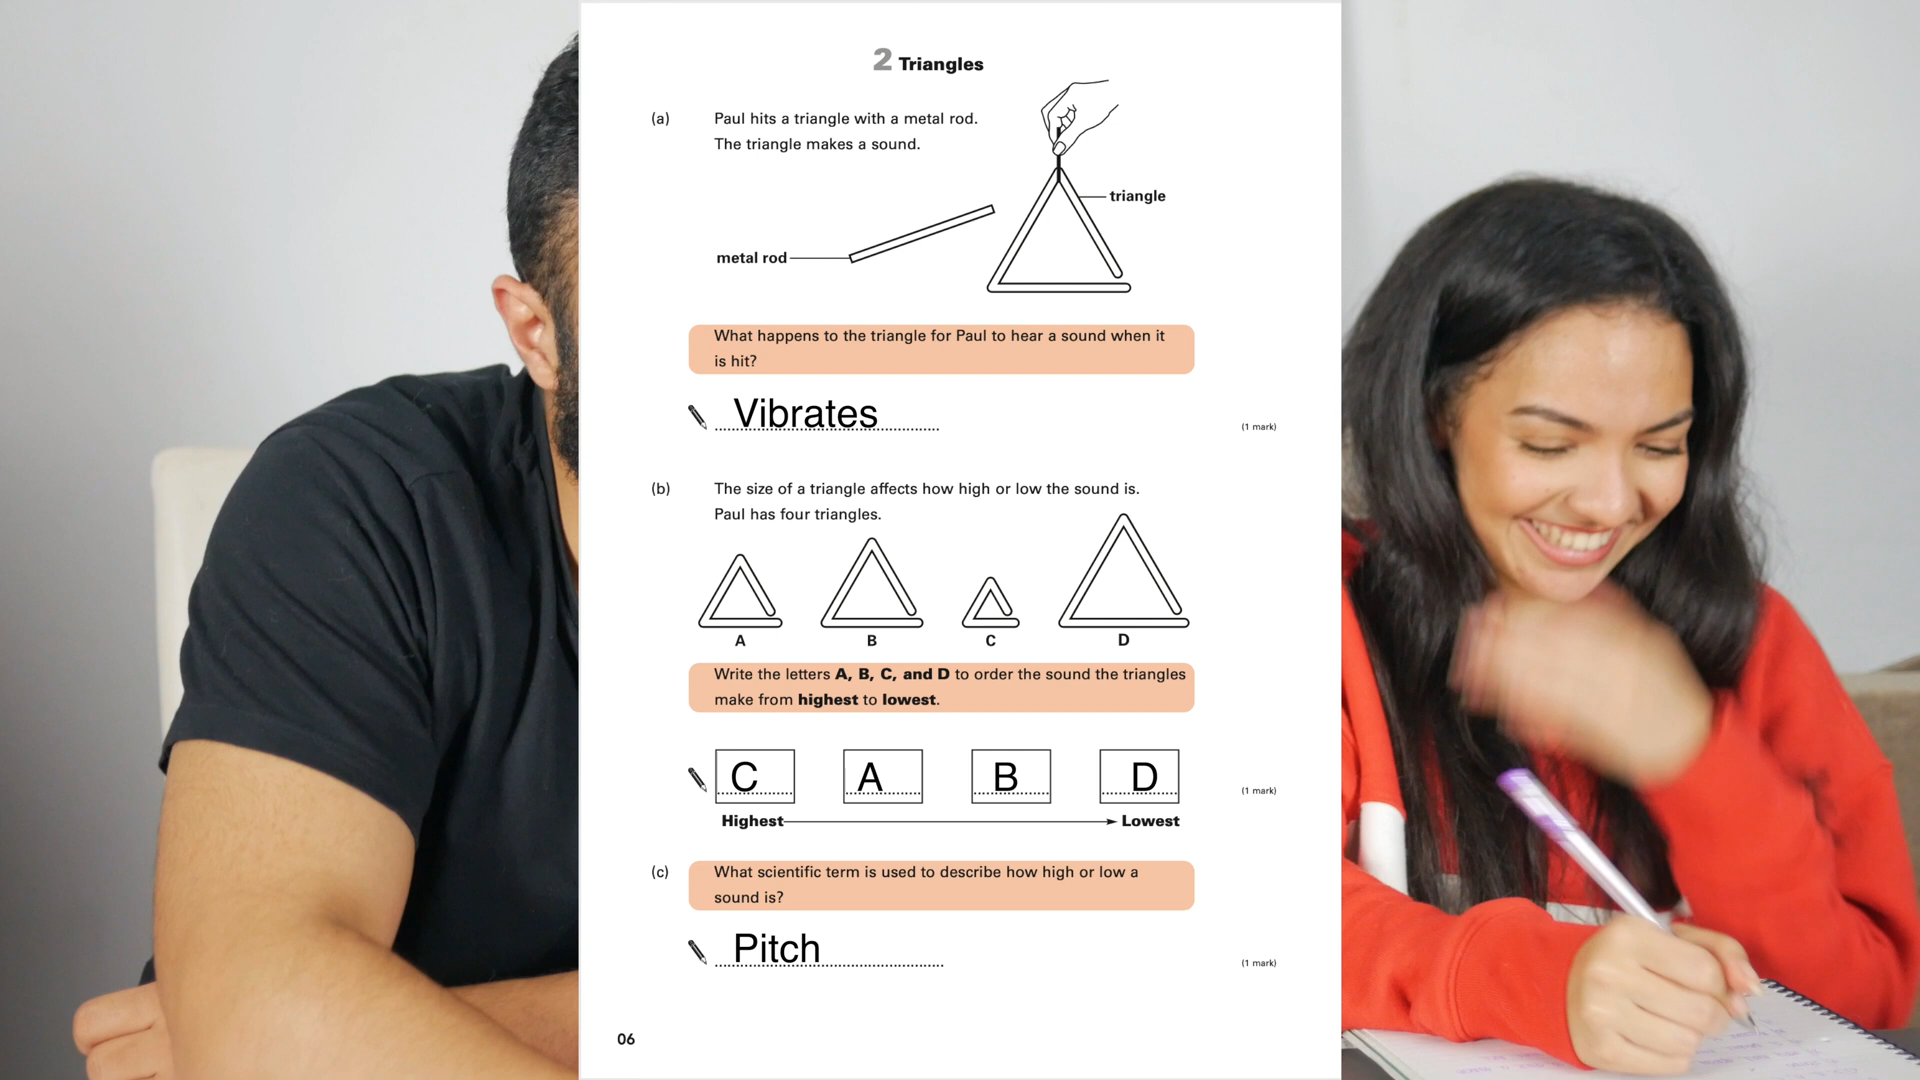 2 Triangles
(a) Paul hits a triangle with a metal rod.
The triangle makes a sound.
triangle
metal rod
What happens to the triangle for Paul to hear a sound when it
is hit?
Vibrates
(1 mark)
(b) The size of a triangle affects how high or low the sound is.
Paul has four triangles.
A B C D
Write the letters A, B, C, and D to order the sound the triangles
make from highest to lowest.
C A B D
(1 mark)
Highest Lowest
(c) What scientific term is used to describe how high or low a
sound is?
Pitch
(1 mark)
06